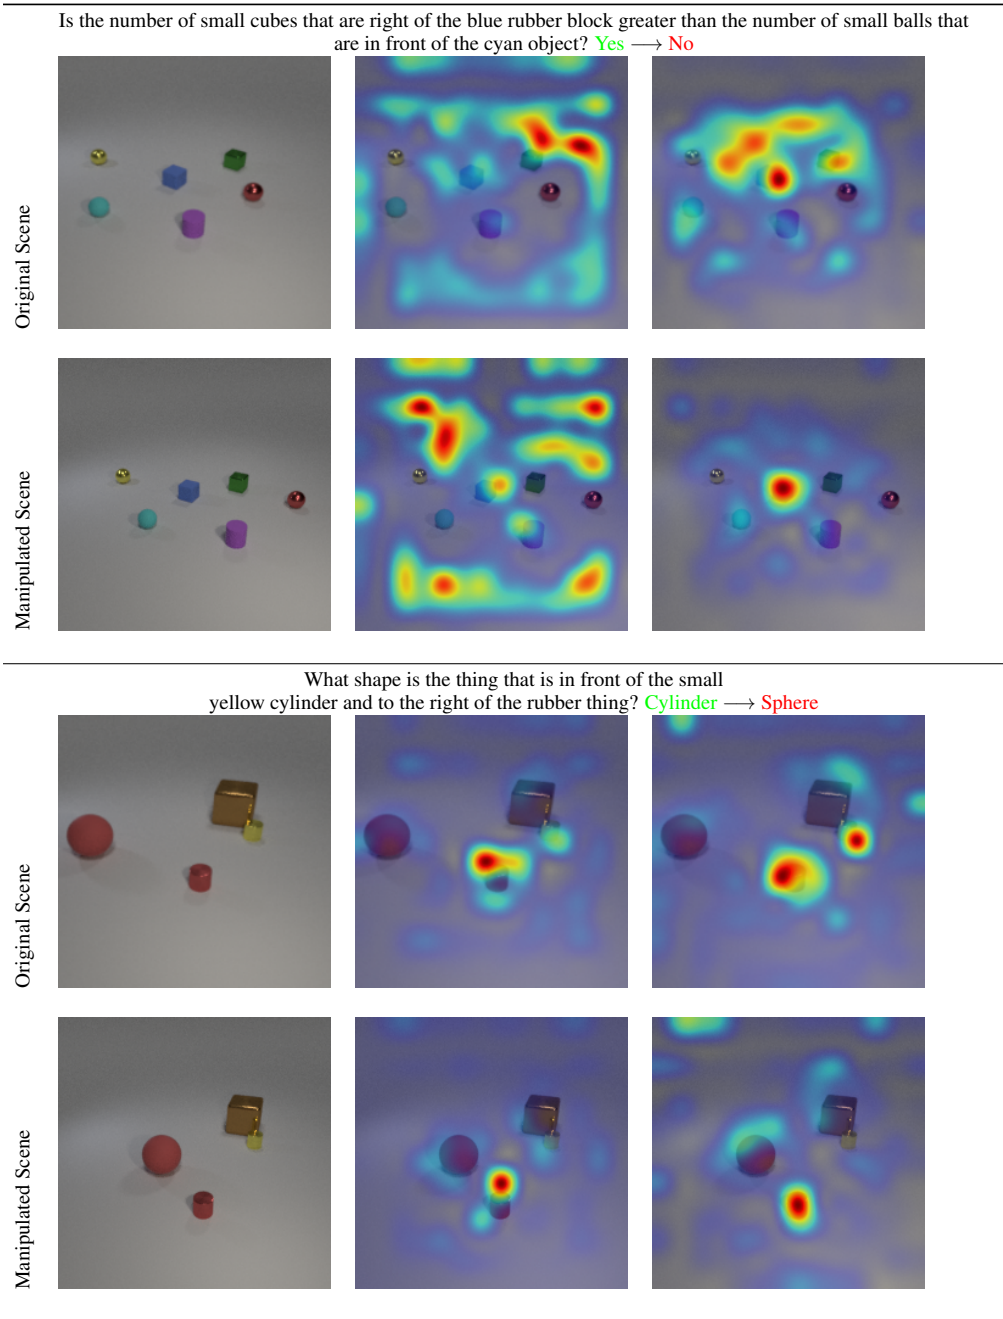 Is the number of small cubes that are right of the blue rubber block greater than the number of small balls that
are in front of the cyan object? Yes ⟶ No
Original Scene
Manipulated Scene
What shape is the thing that is in front of the small
yellow cylinder and to the right of the rubber thing? Cylinder ⟶ Sphere
Original Scene
Manipulated Scene